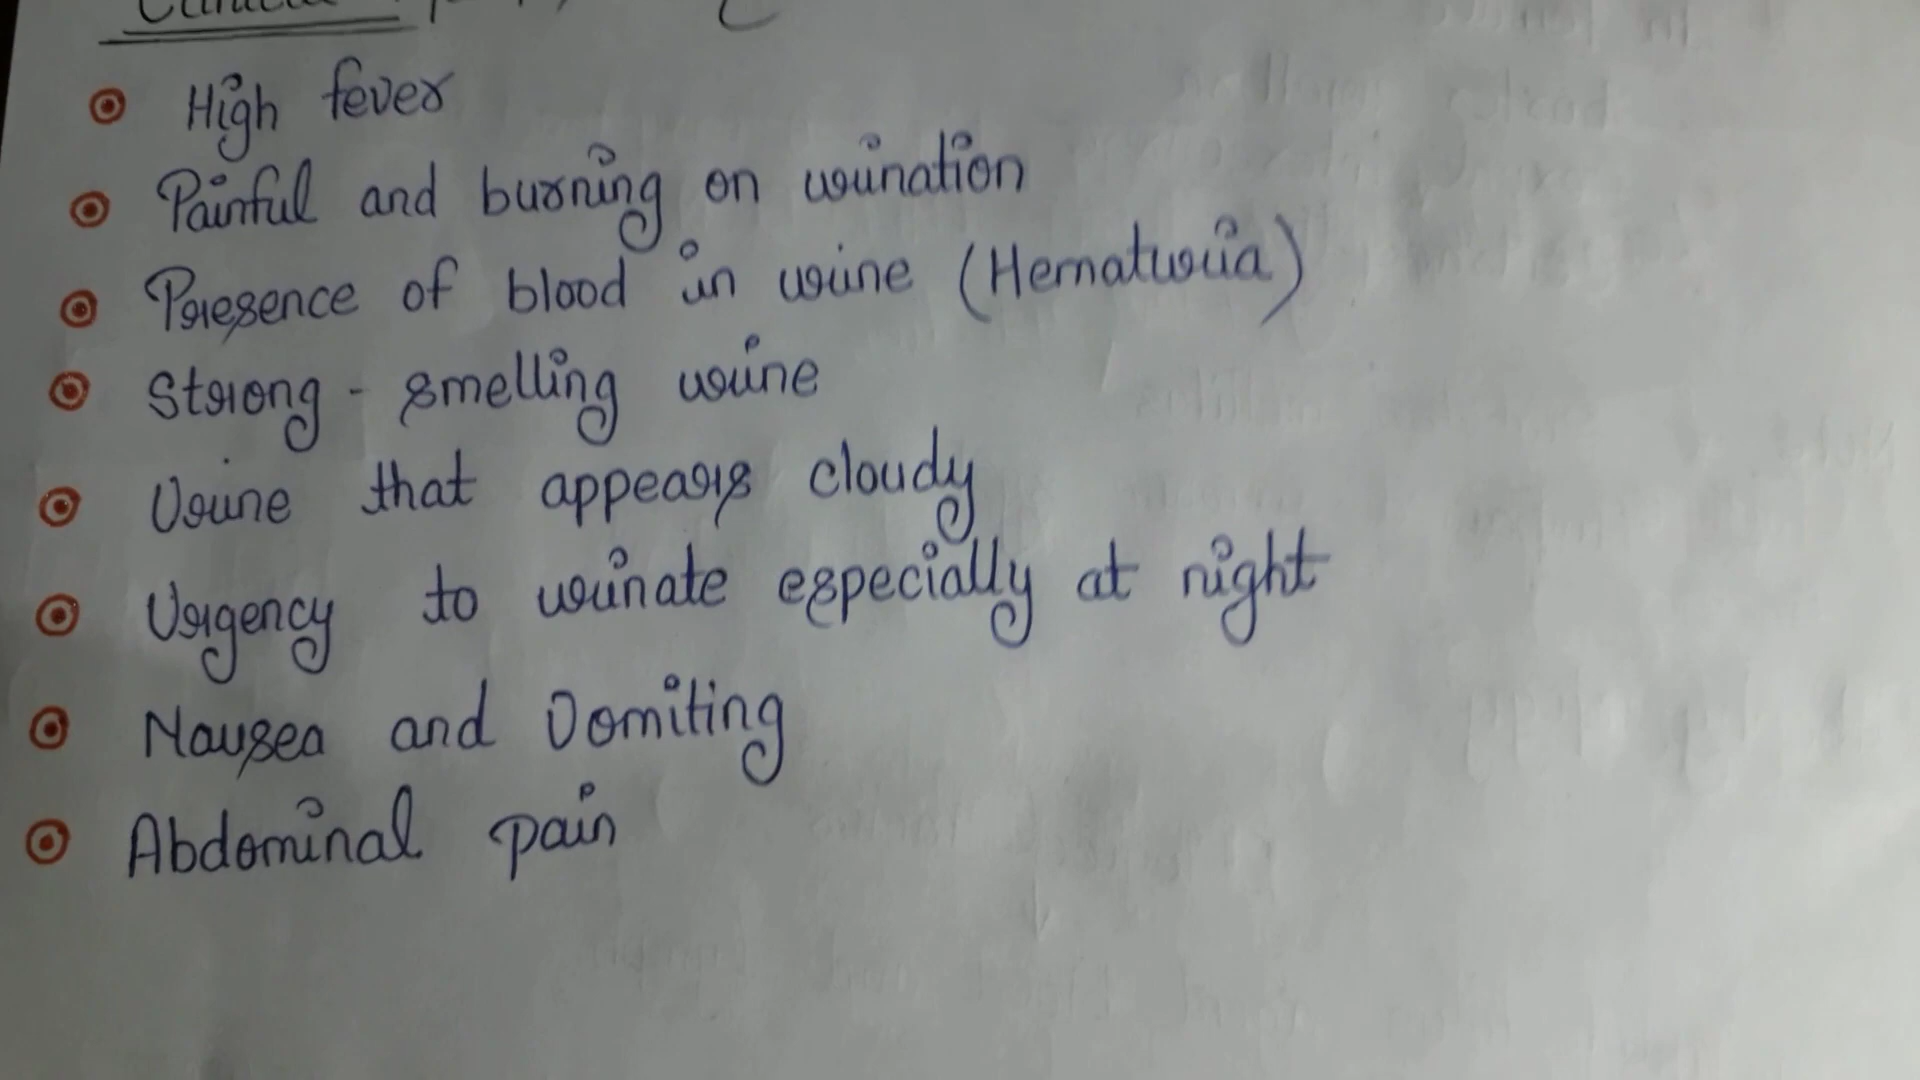 Clinical
High fever
Painful and burning on urination
Presence of blood in urine (Hematuria)
Strong - smelling urine
Urine that appears cloudy
Urgency to urinate especially at night
Nausea and Vomiting
Abdominal pain